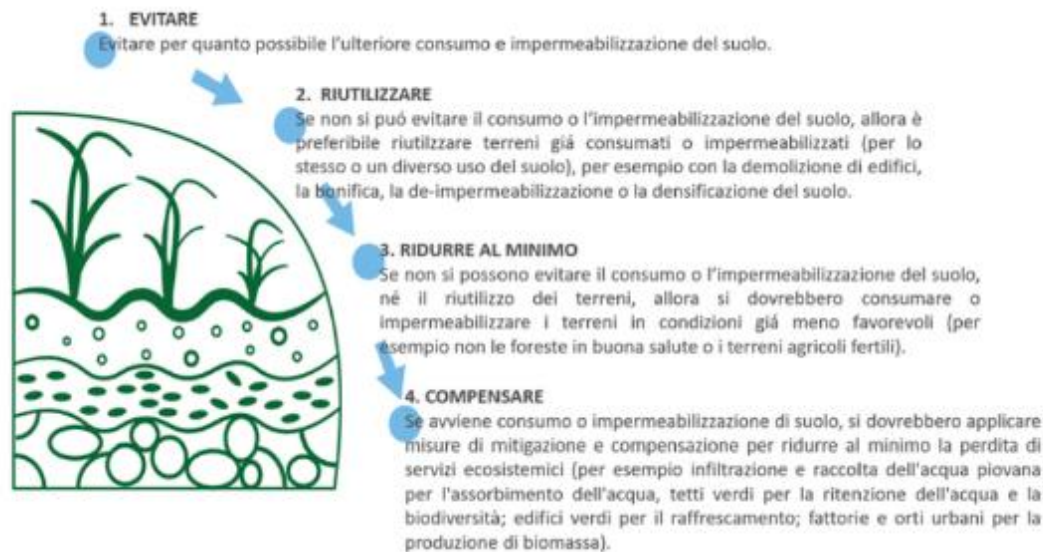 1. EVITARE
Evitare per quanto possibile l'ulteriore consumo e impermeabilizzazione del suolo.
2. RIUTILIZZARE
Se non si puó evitare il consumo o l'impermeabilizzazione del suolo, allora è
preferibile riutilzzare terreni giá consumati o impermeabilizzati (per lo
stesso o un diverso uso del suolo), per esempio con la demolizione di edifici,
la bonifica, la de-impermeabilizzazione o la densificazione del suolo.
3. RIDURRE AL MINIMO
Se non si possono evitare il consumo o l'impermeabilizzazione del suolo,
né il riutilizzo dei terreni, allora si dovrebbero consumare o
impermeabilizzare i terreni in condizioni giá meno favorevoli (per
esempio non le foreste in buona salute o i terreni agricoli fertili).
4. COMPENSARE
Se avviene consumo o impermeabilizzazione di suolo, si dovrebbero applicare
misure di mitigazione e compensazione per ridurre al minimo la perdita di
servizi ecosistemici (per esempio infiltrazione e raccolta dell'acqua piovana
per l'assorbimento dell'acqua, tetti verdi per la ritenzione dell'acqua e la
biodiversità; edifici verdi per il raffrescamento; fattorie e orti urbani per la
produzione di biomassa).